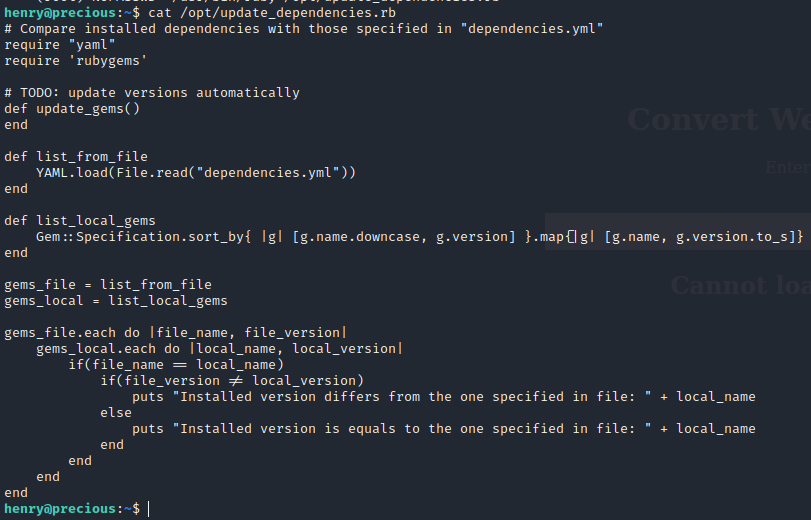 henry@precious:~$ cat /opt/update_dependencies.rb
# Compare installed dependencies with those specified in "dependencies.yml"
require "yaml"
require 'rubygems'
# TODO: update versions automatically
def update_gems()
end
def list_from_file
    YAML.load(File.read("dependencies.yml"))
end
def list_local_gems
    Gem::Specification.sort_by{ |g| [g.name.downcase, g.version] }.map{|g| [g.name, g.version.to_s]}
end
gems_file = list_from_file
gems_local = list_local_gems
gems_file.each do |file_name, file_version|
    gems_local.each do |local_name, local_version|
        if(file_name == local_name)
            if(file_version != local_version)
                puts "Installed version differs from the one specified in file: " + local_name
            else
                puts "Installed version is equals to the one specified in file: " + local_name
            end
        end
    end
end
henry@precious:~$
Convert We
Enter
Cannot loa